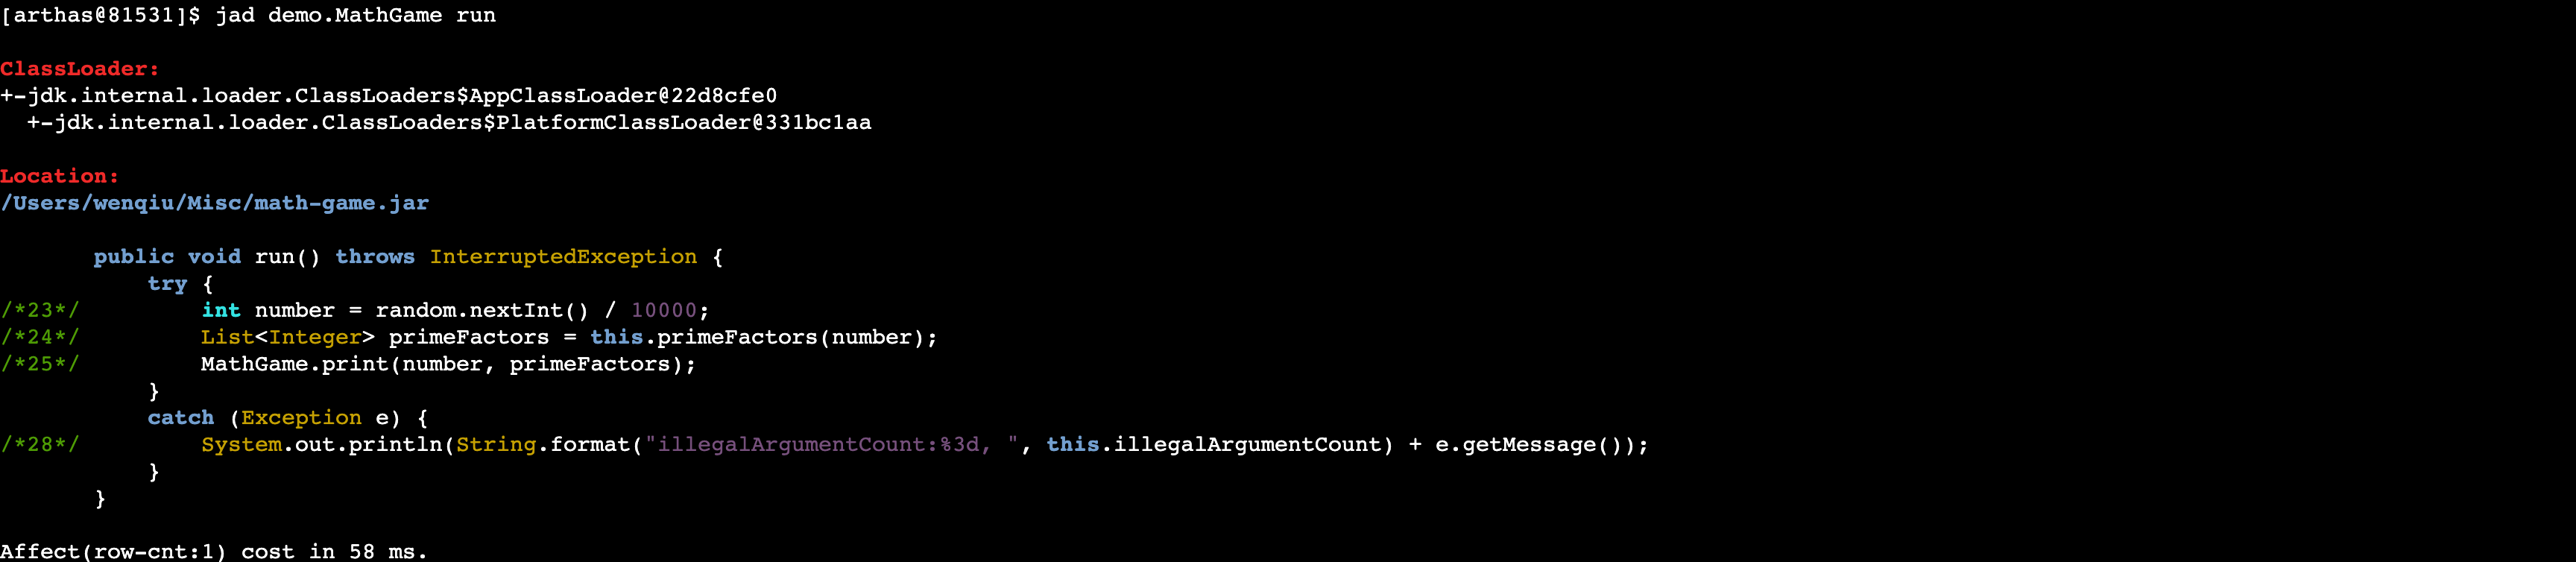 [arthas@81531]$ jad demo.MathGame run
ClassLoader:
+-jdk.internal.loader.ClassLoaders$AppClassLoader@22d8cfe0
  +-jdk.internal.loader.ClassLoaders$PlatformClassLoader@331bc1aa
Location:
/Users/wenqiu/Misc/math-game.jar
       public void run() throws InterruptedException {
           try {
/*23*/         int number = random.nextInt() / 10000;
/*24*/         List<Integer> primeFactors = this.primeFactors(number);
/*25*/         MathGame.print(number, primeFactors);
           }
           catch (Exception e) {
/*28*/         System.out.println(String.format("illegalArgumentCount:%3d, ", this.illegalArgumentCount) + e.getMessage());
           }
       }
Affect(row-cnt:1) cost in 58 ms.